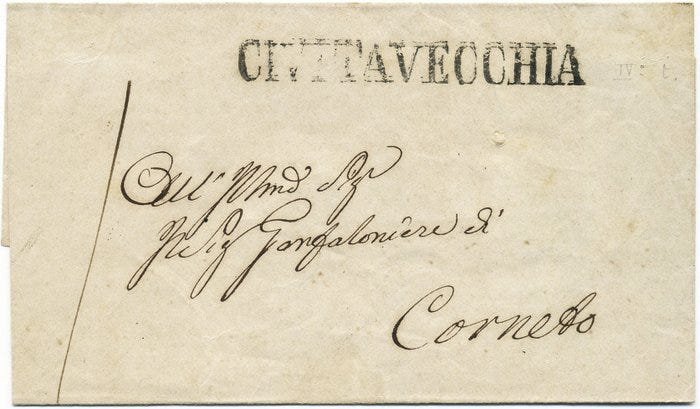 CIVITAVECCHIA
All' Illmo Sigr
Il Sig Gonfaloniere di
Corneto